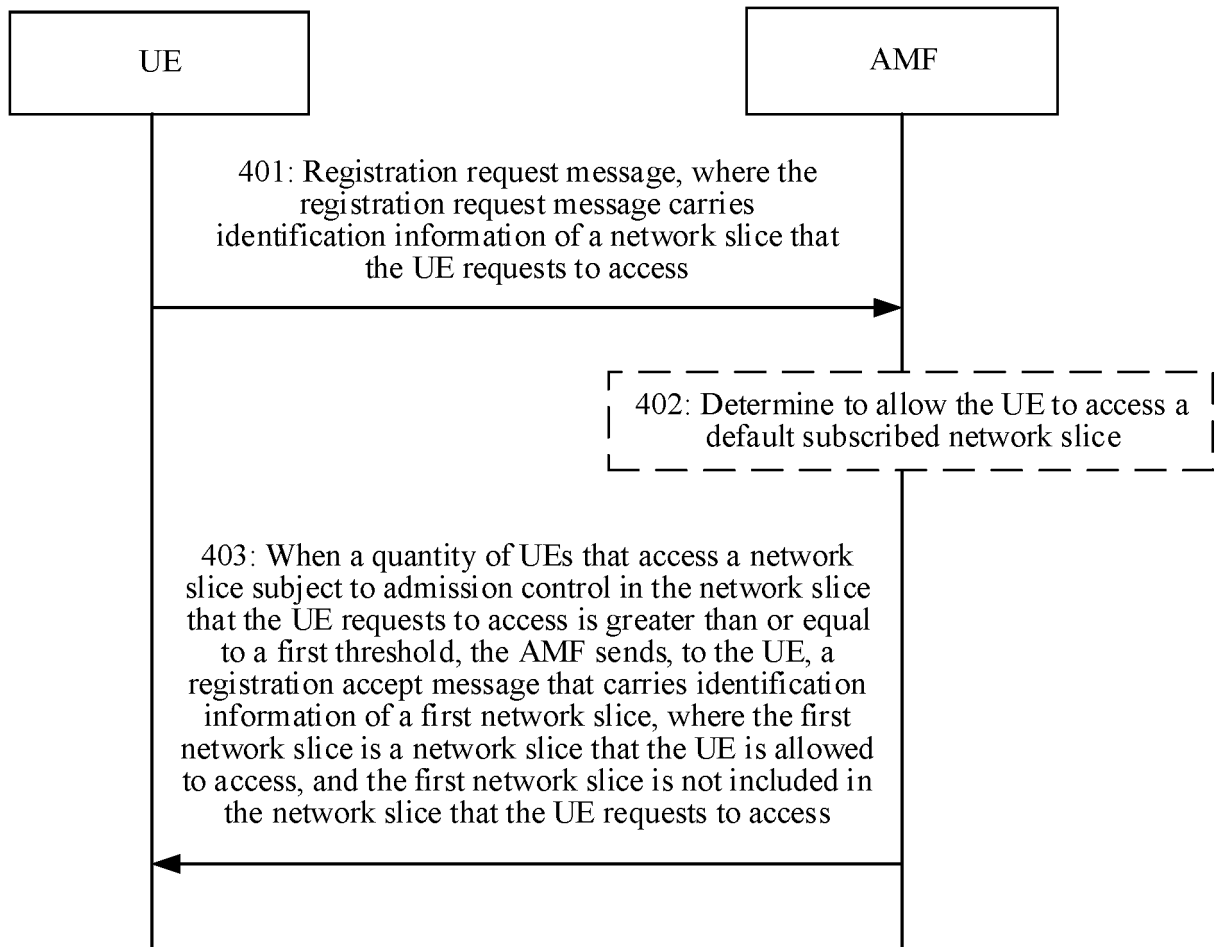 UE
AMF
401: Registration request message, where the
registration request message carries
identification information of a network slice that
the UE requests to access
402: Determine to allow the UE to access a
default subscribed network slice
403: When a quantity of UEs that access a network
slice subject to admission control in the network slice
that the UE requests to access is greater than or equal
to a first threshold, the AMF sends, to the UE, a
registration accept message that carries identification
information of a first network slice, where the first
network slice is a network slice that the UE is allowed
to access, and the first network slice is not included in
the network slice that the UE requests to access